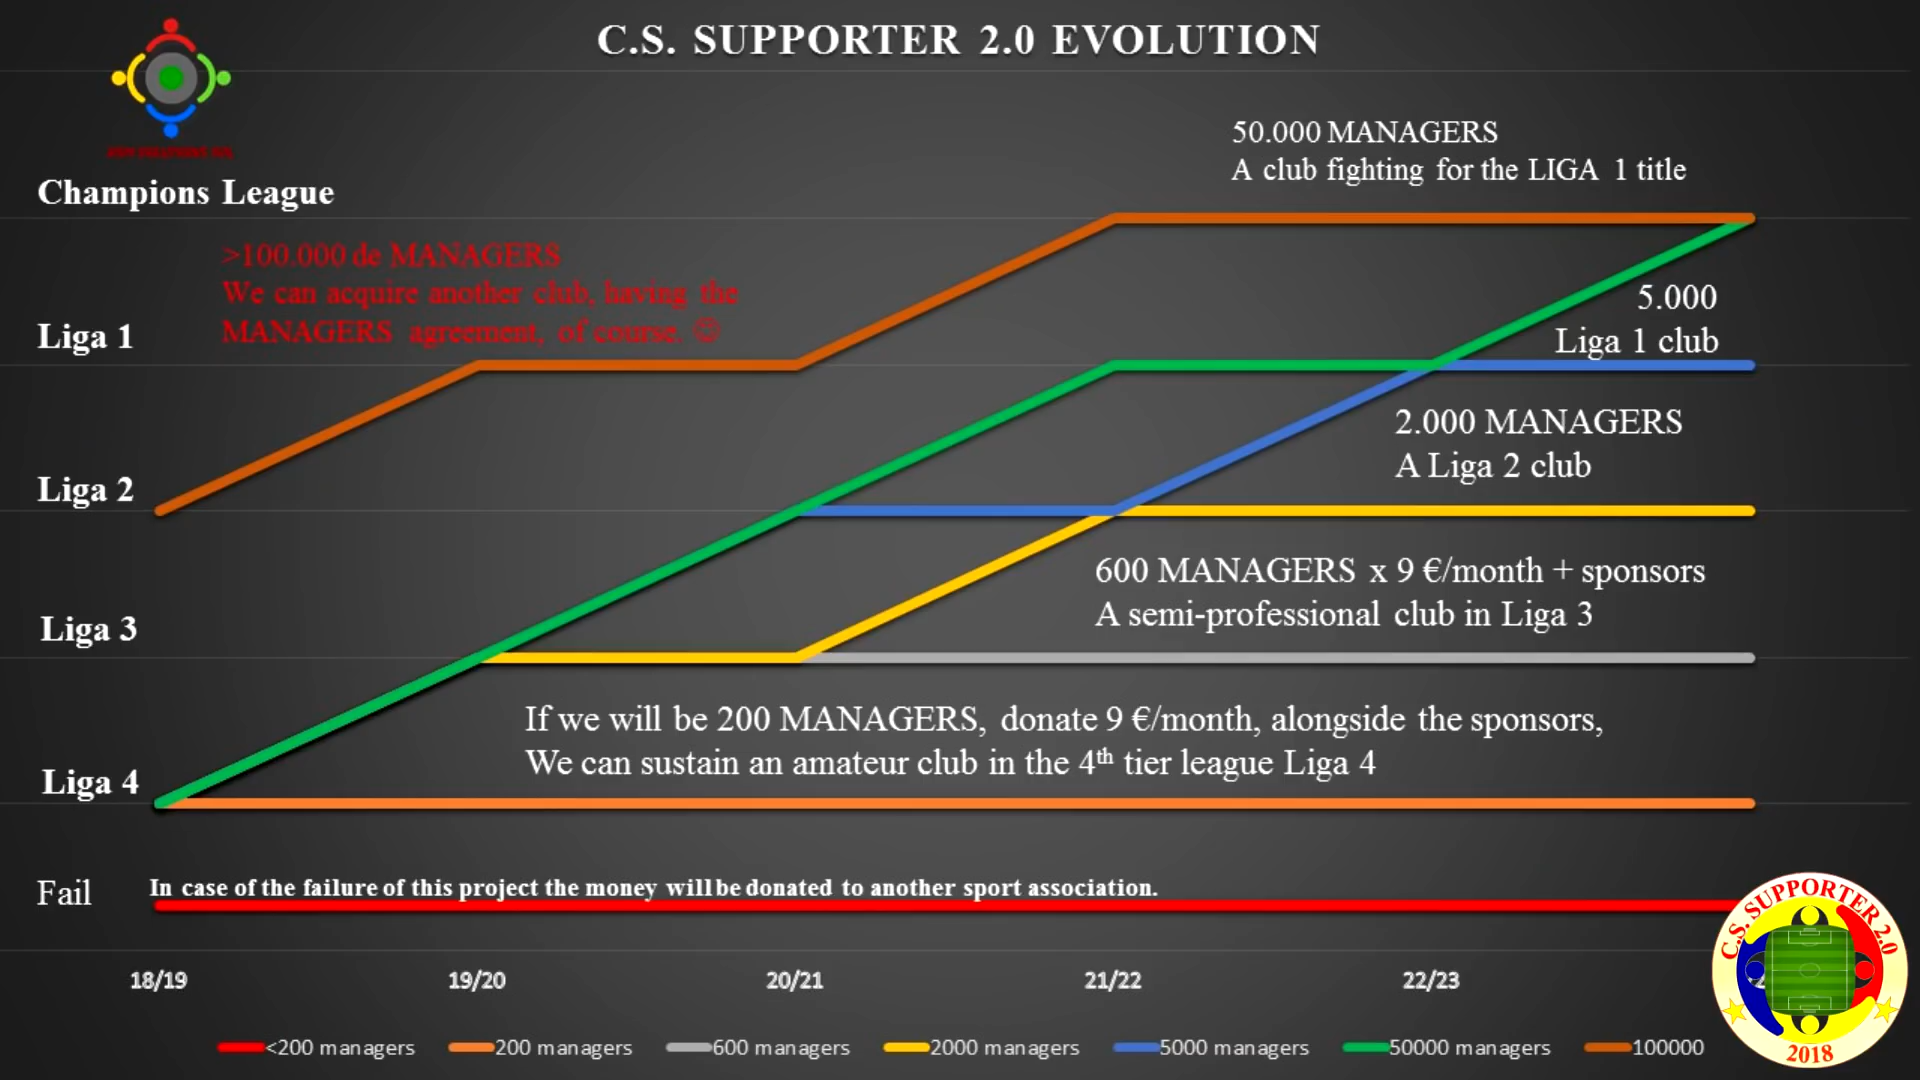 C.S. SUPPORTER 2.0 EVOLUTION
50.000 MANAGERS
A club fighting for the LIGA 1 title
Champions League
>100.000 de MANAGERS
We can acquire another club, having the
MANAGERS agreement, of course. ☺
Liga 1
5.000
Liga 1 club
2.000 MANAGERS
A Liga 2 club
Liga 2
600 MANAGERS x 9 €/month + sponsors
A semi-professional club in Liga 3
Liga 3
If we will be 200 MANAGERS, donate 9 €/month, alongside the sponsors,
We can sustain an amateur club in the 4th tier league Liga 4
Liga 4
Fail
In case of the failure of this project the money will be donated to another sport association.
18/19 19/20 20/21 21/22 22/23
<200 managers 200 managers 600 managers 2000 managers 5000 managers 50000 managers 100000
C.S. SUPPORTER 2.0
2018